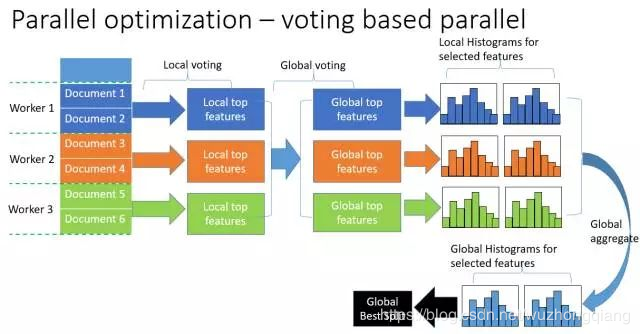 Parallel optimization – voting based parallel
Local voting
Global voting
Local Histograms for
selected features
Worker 1
Document 1
Document 2
Local top
features
Global top
features
Worker 2
Document 3
Document 4
Local top
features
Global top
features
Worker 3
Document 5
Document 6
Local top
features
Global top
features
Global
aggregate
Global Histograms for
selected features
Global
Best Split
https://blog.csdn.net/wuzhongqiang